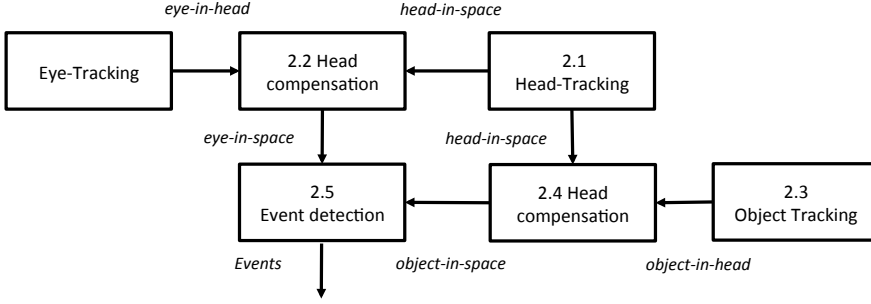 eye-in-head
head-in-space
Eye-Tracking
2.2 Head
compensation
2.1
Head-Tracking
eye-in-space
head-in-space
2.5
Event detection
2.4 Head
compensation
2.3
Object Tracking
Events
object-in-space
object-in-head